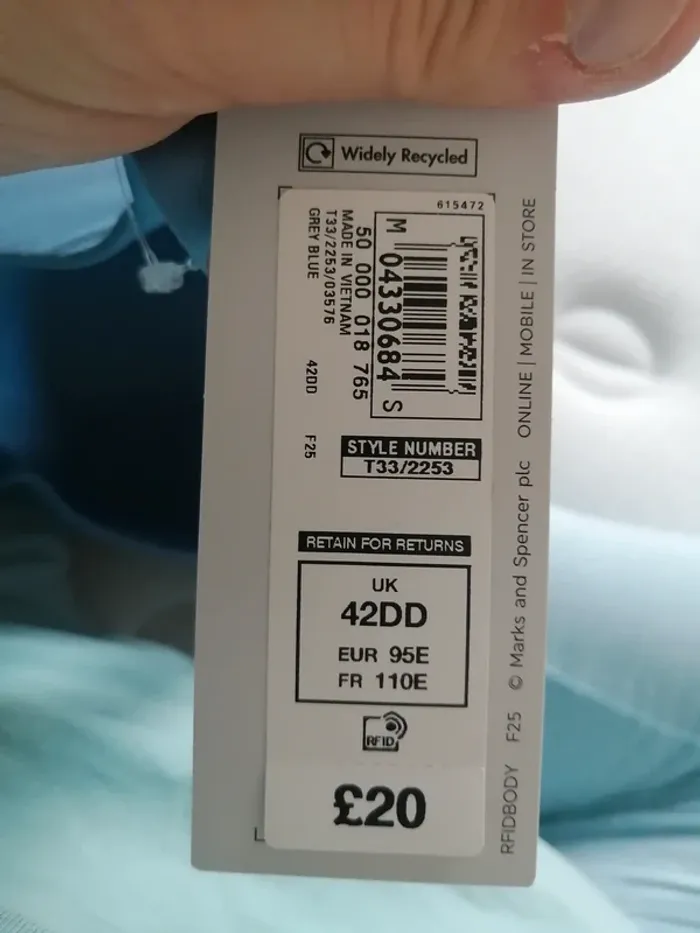 Widely Recycled
615472
M 04330684 S
50 000 018 765
MADE IN VIETNAM
T33/2253/03576
GREY BLUE 42DD F25
STYLE NUMBER
T33/2253
RETAIN FOR RETURNS
UK
42DD
EUR 95E
FR 110E
RFID
£20
RFIDBODY F25 © Marks and Spencer plc ONLINE | MOBILE | IN STORE